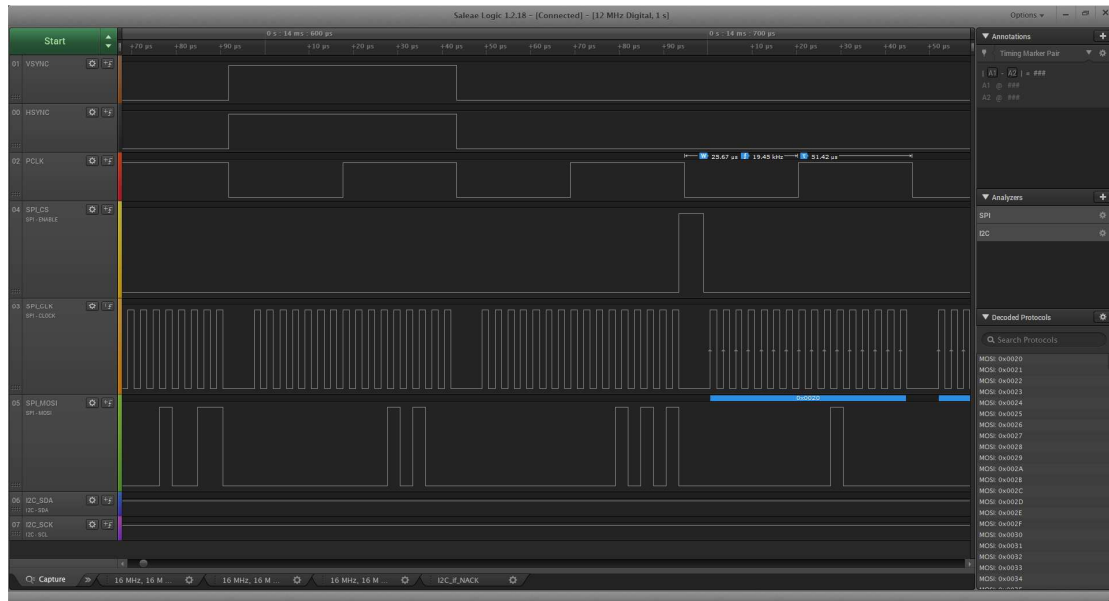 Saleae Logic 1.2.18 - [Connected] - [12 MHz Digital, 1 s]
Options
Start
0 s : 14 ms : 600 µs
0 s : 14 ms : 700 µs
+70 µs +80 µs +90 µs +10 µs +20 µs +30 µs +40 µs +50 µs +60 µs +70 µs +80 µs +90 µs +10 µs +20 µs +30 µs +40 µs +50 µs
Annotations
Timing Marker Pair
| A1 - A2 | = ###
A1 @ ###
A2 @ ###
01 VSYNC
00 HSYNC
02 PCLK
W 25.67 µs F 19.45 kHz T 51.42 µs
04 SPI_CS
SPI - ENABLE
Analyzers
SPI
I2C
03 SPI_CLK
SPI - CLOCK
Decoded Protocols
Search Protocols
MOSI: 0x0020
MOSI: 0x0021
MOSI: 0x0022
MOSI: 0x0023
MOSI: 0x0024
MOSI: 0x0025
MOSI: 0x0026
MOSI: 0x0027
MOSI: 0x0028
MOSI: 0x0029
MOSI: 0x002A
MOSI: 0x002B
MOSI: 0x002C
MOSI: 0x002D
MOSI: 0x002E
MOSI: 0x002F
MOSI: 0x0030
MOSI: 0x0031
MOSI: 0x0032
MOSI: 0x0033
MOSI: 0x0034
05 SPI_MOSI
SPI - MOSI
0x0020
06 I2C_SDA
I2C - SDA
07 I2C_SCK
I2C - SCL
Capture
16 MHz, 16 M ...
16 MHz, 16 M ...
16 MHz, 16 M ...
I2C_if_NACK